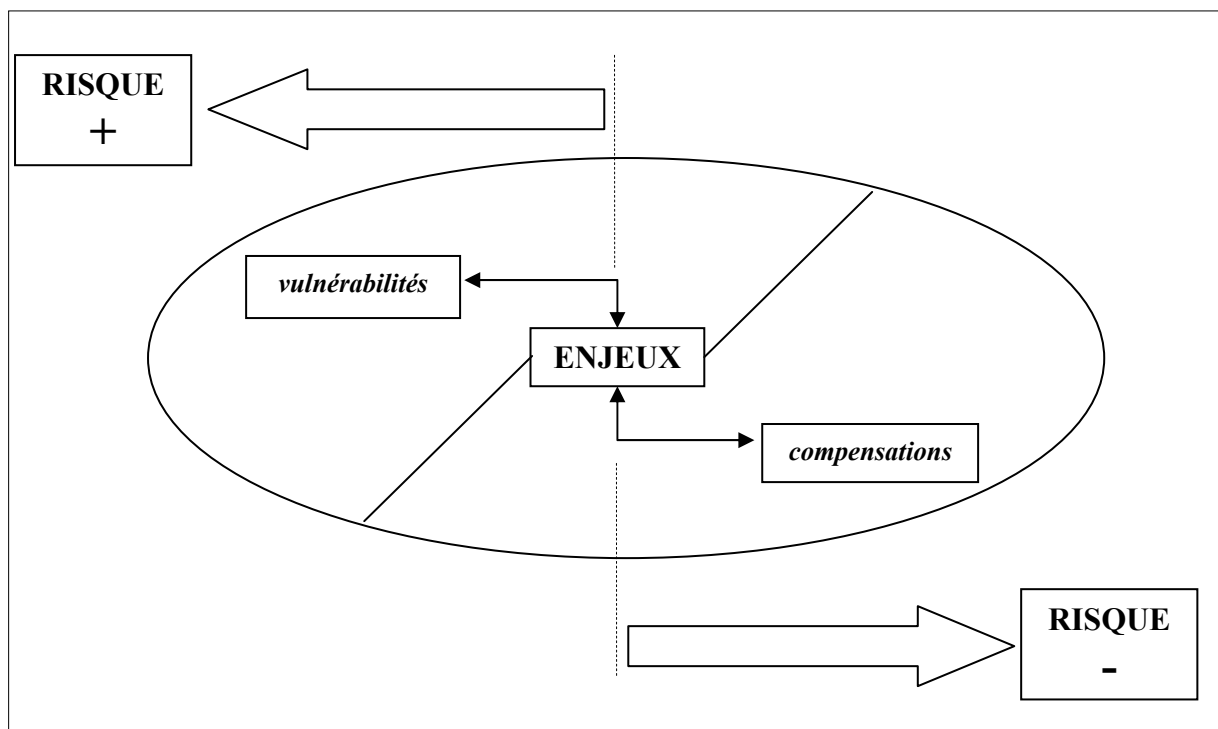 RISQUE
+
vulnérabilités
ENJEUX
compensations
RISQUE
-